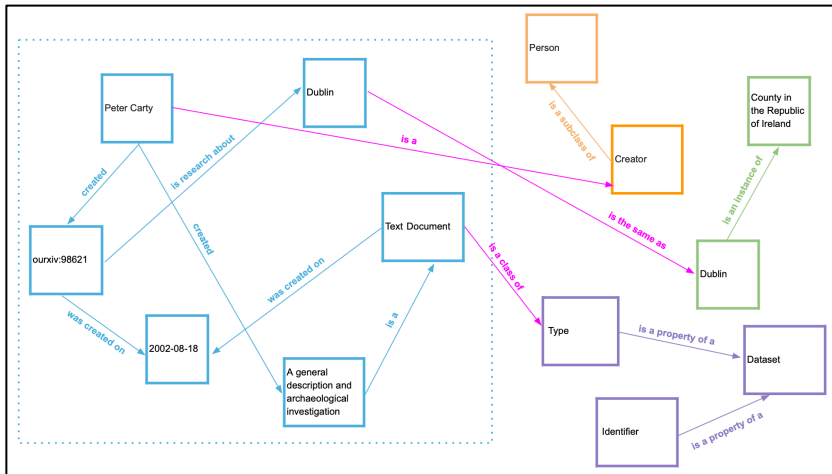 Person
County in
the Republic
of Ireland
Peter Carty
Dublin
is a subclass of
is a
Creator
is research about
created
is an instance of
created
Text Document
is the same as
ourxiv:98621
was created on
is a class of
Dublin
was created on
2002-08-18
is a
Type
is a property of a
Dataset
A general
description and
archaeological
investigation
Identifier
is a property of a